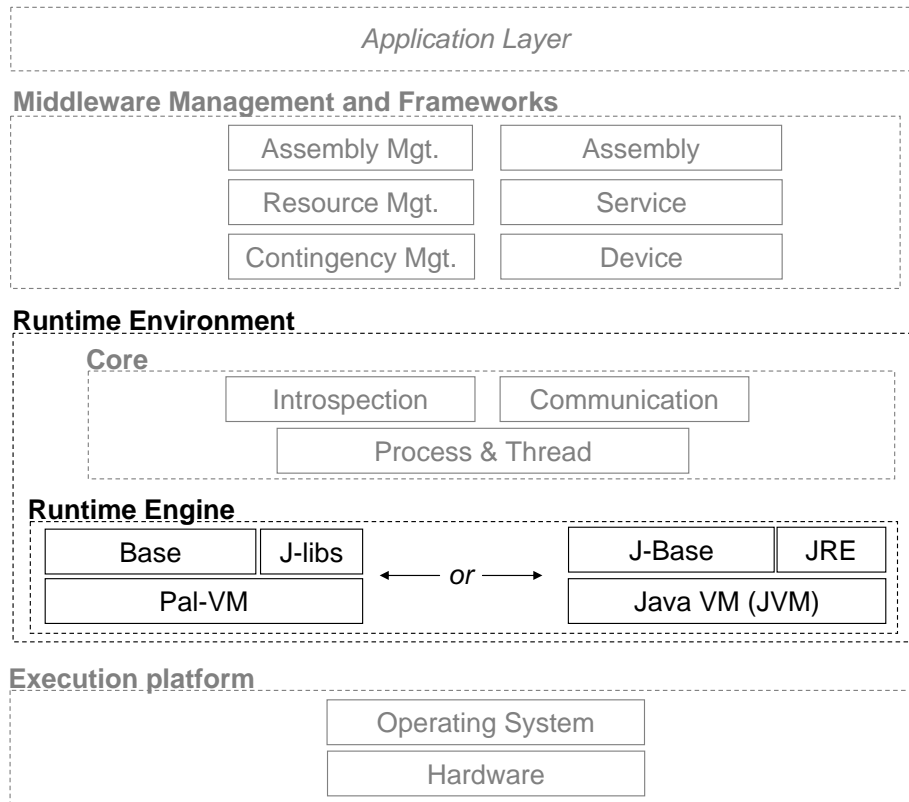 Application Layer
Middleware Management and Frameworks
Assembly Mgt. Assembly
Resource Mgt. Service
Contingency Mgt. Device
Runtime Environment
Core
Introspection Communication
Process & Thread
Runtime Engine
Base J-libs or J-Base JRE
Pal-VM Java VM (JVM)
Execution platform
Operating System
Hardware